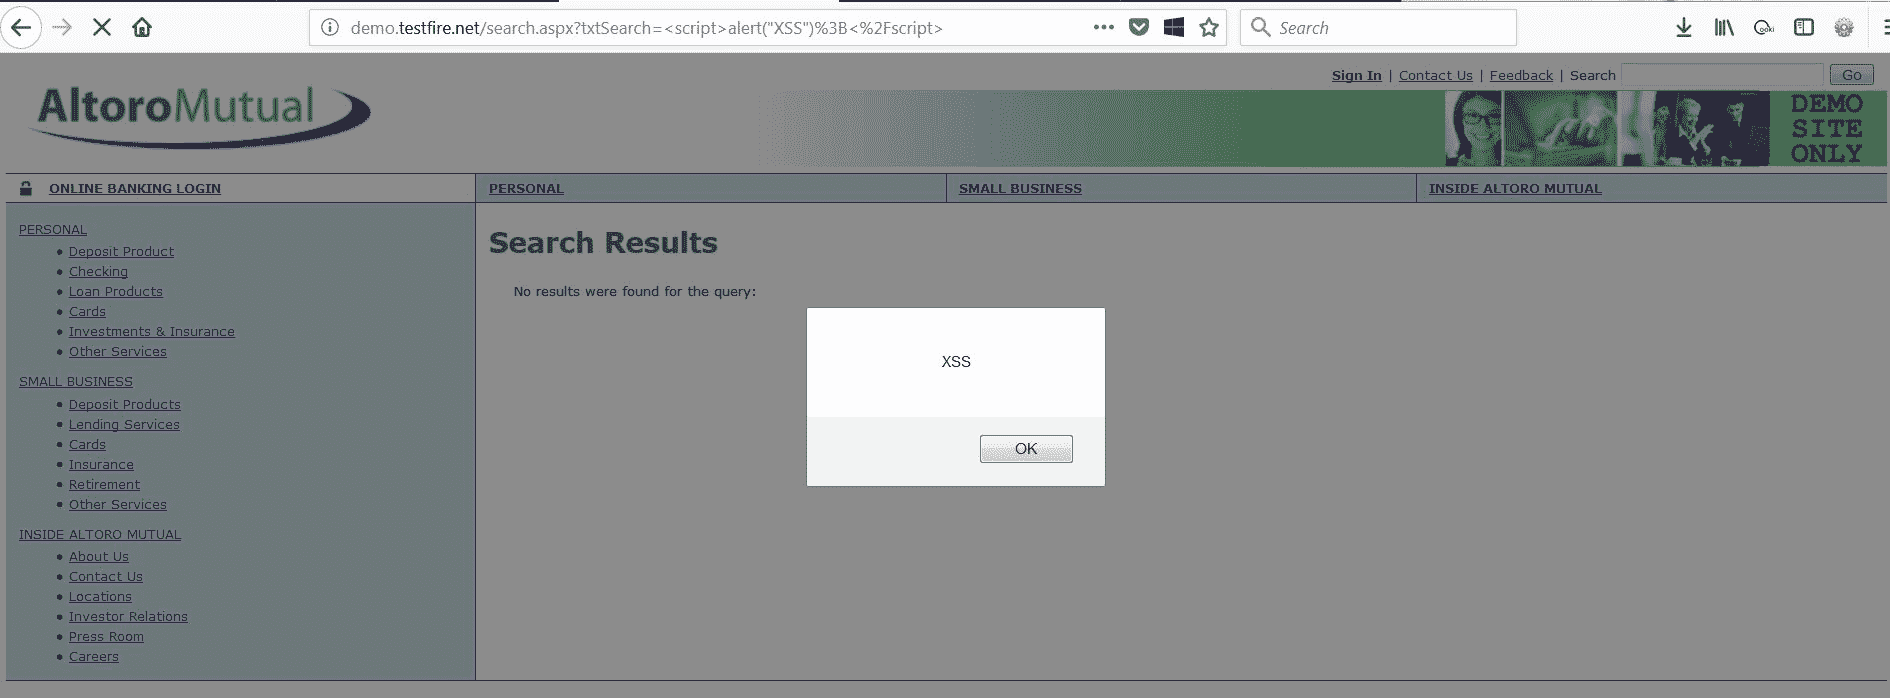 demo.testfire.net/search.aspx?txtSearch=<script>alert("XSS")%3B<%2Fscript>
Search
Sign In | Contact Us | Feedback | Search Go
AltoroMutual
DEMO
SITE
ONLY
ONLINE BANKING LOGIN
PERSONAL
SMALL BUSINESS
INSIDE ALTORO MUTUAL
PERSONAL
Deposit Product
Checking
Loan Products
Cards
Investments & Insurance
Other Services
SMALL BUSINESS
Deposit Products
Lending Services
Cards
Insurance
Retirement
Other Services
INSIDE ALTORO MUTUAL
About Us
Contact Us
Locations
Investor Relations
Press Room
Careers
Search Results
No results were found for the query:
XSS
OK